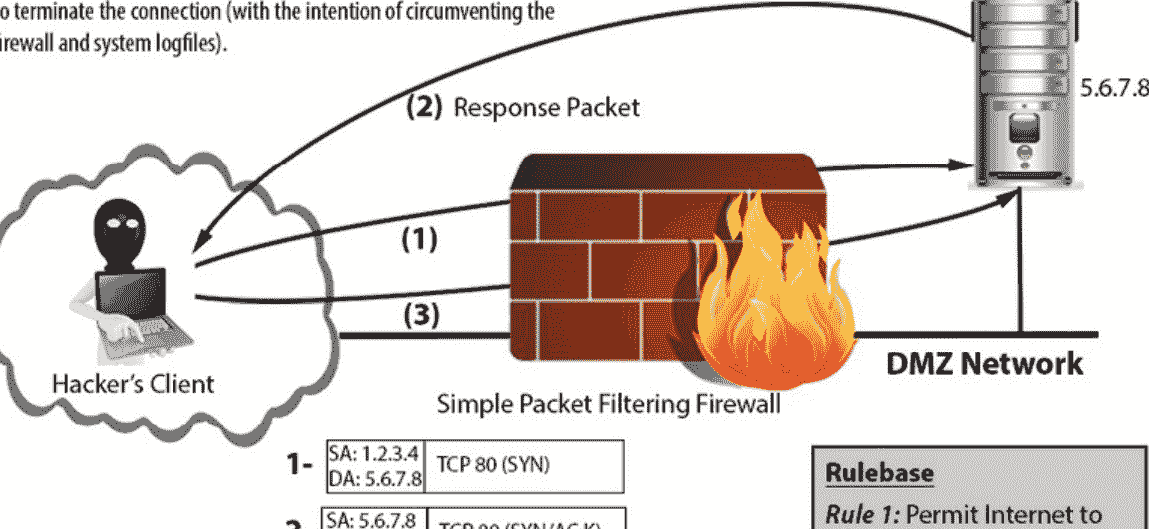 o terminate the connection (with the intention of circumventing the
irewall and system logfiles).
(2) Response Packet
5.6.7.8
(1)
(3)
Hacker's Client
DMZ Network
Simple Packet Filtering Firewall
1- SA: 1.2.3.4
DA: 5.6.7.8 TCP 80 (SYN)
SA: 5.6.7.8
Rulebase
Rule 1: Permit Internet to